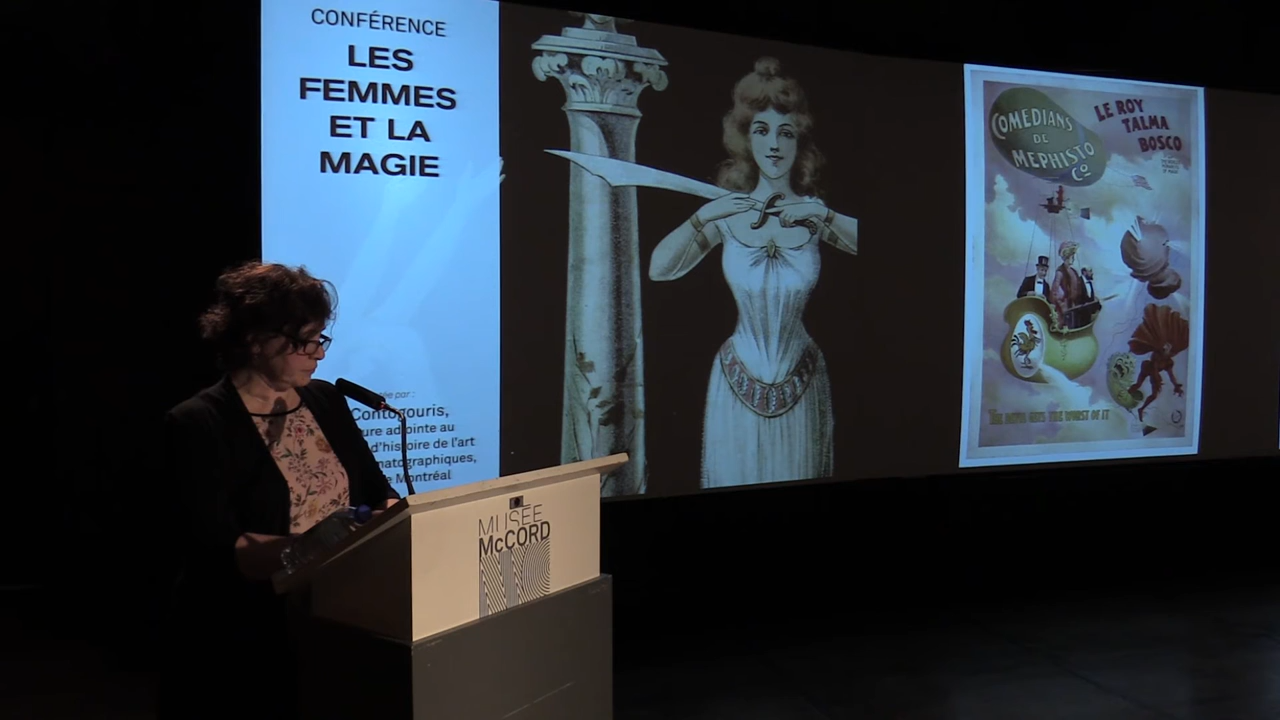 CONFÉRENCE
LES
FEMMES
ET LA
MAGIE
Contogouris,
adjointe au
d'histoire de l'art
Montréal
COMEDIANS
DE
MEPHISTO
Co
LE ROY
TALMA
BOSCO
THE DEVIL GETS THE WORST OF IT
MUSÉE
McCORD